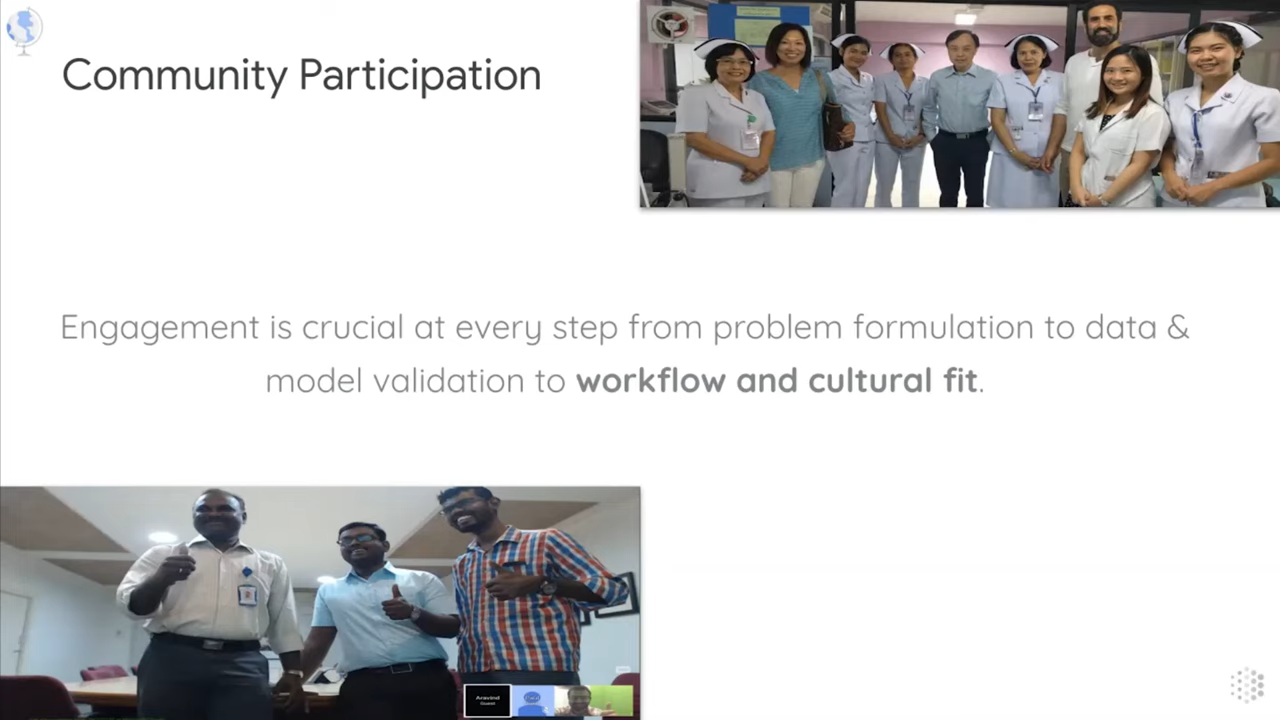 Community Participation
Engagement is crucial at every step from problem formulation to data &
model validation to workflow and cultural fit.
Aravind
Guest